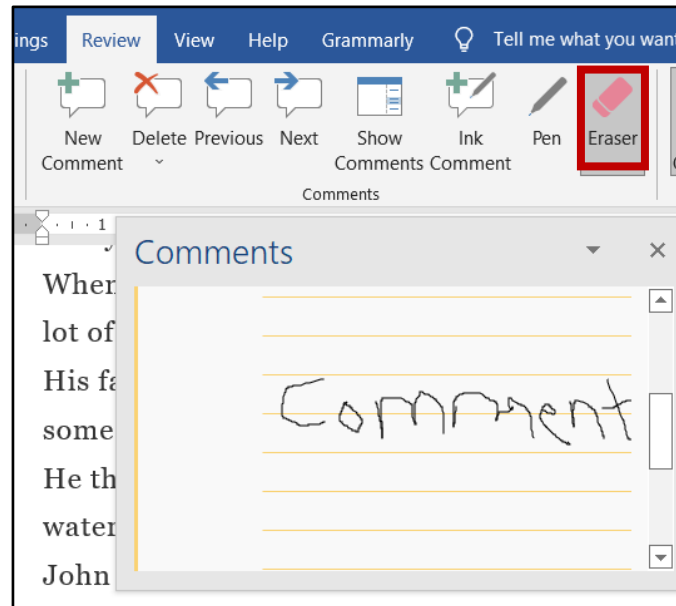 ings Review View Help Grammarly Tell me what you want
New Comment Delete Previous Next Show Comments Ink Comment Pen Eraser
Comments
1
Comments
When
lot of
His fa
some
He th
water
John
Comment